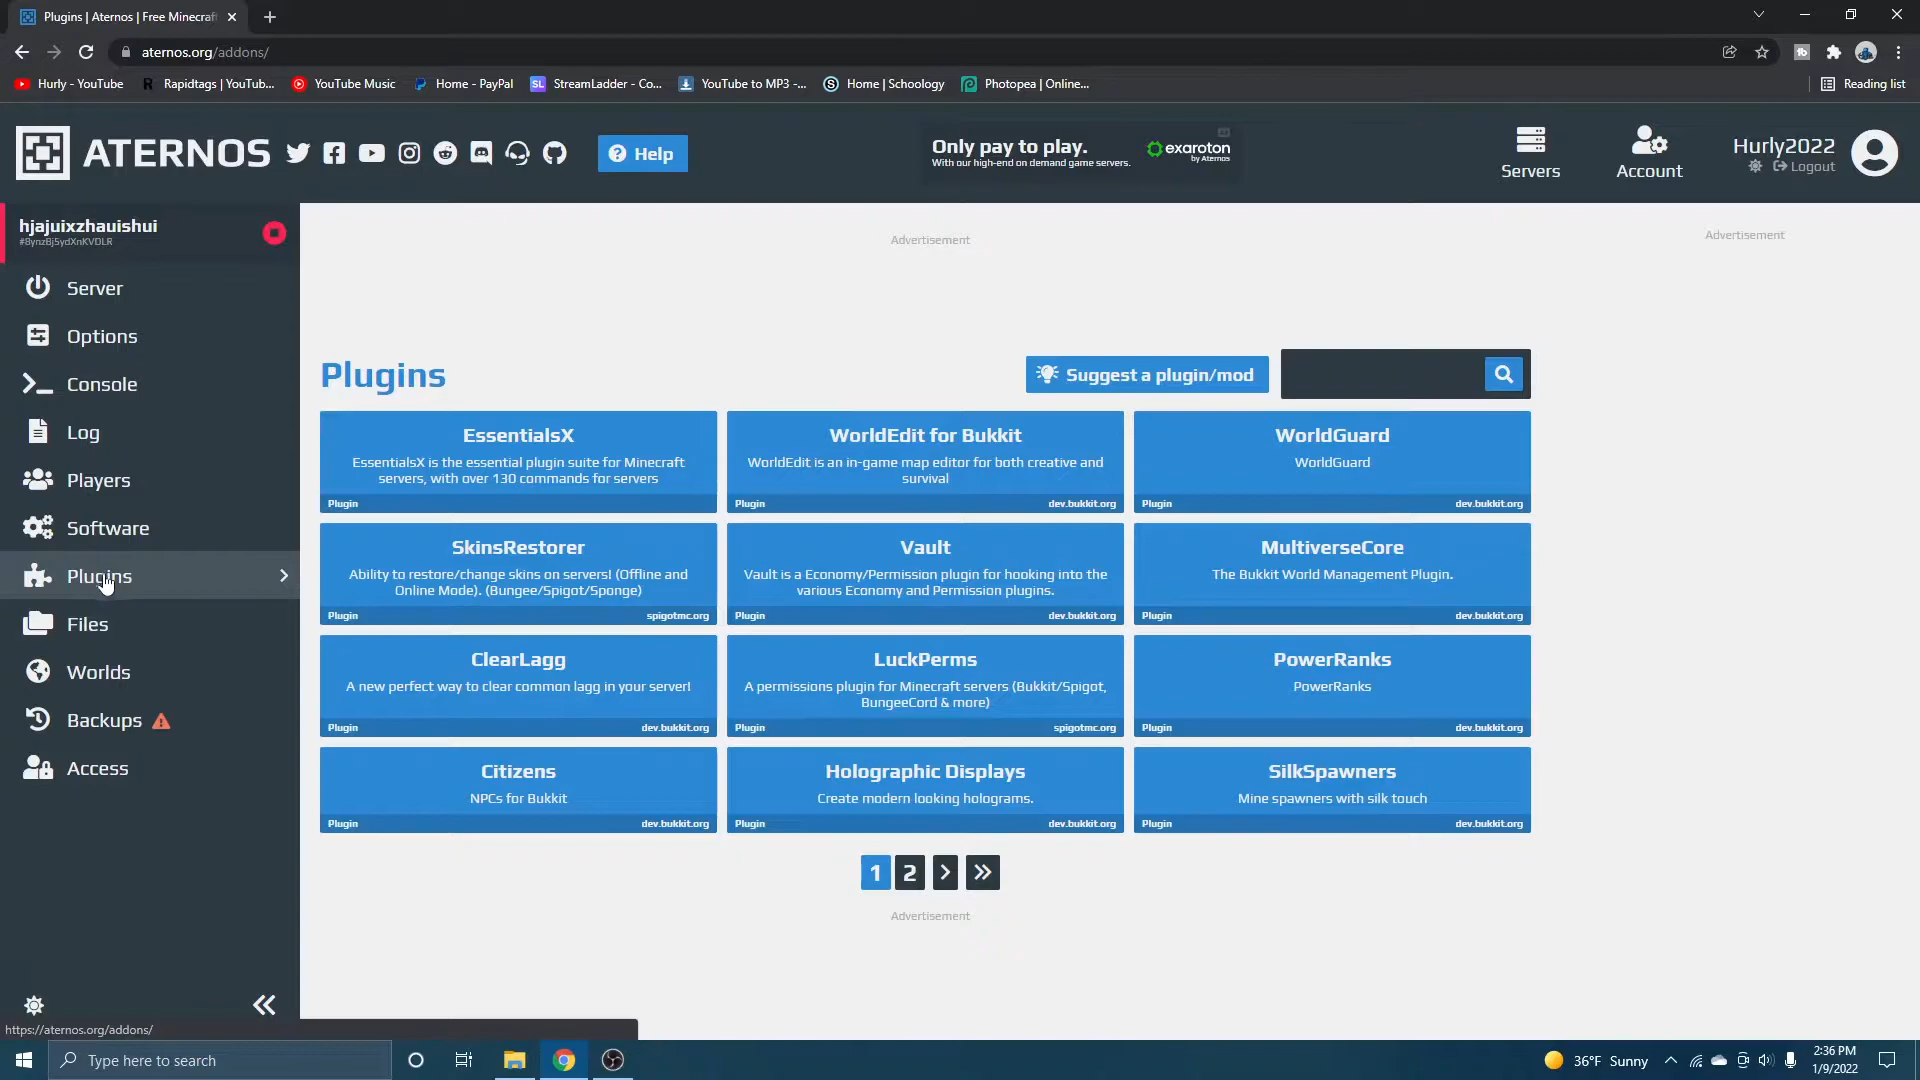 Plugins | Aternos | Free Minecraf
aternos.org/addons/
Hurly - YouTube
Rapidtags | YouTub...
YouTube Music
Home - PayPal
SL
StreamLadder - Co...
YouTube to MP3 -...
Home | Schoology
Photopea | Online...
Reading list
ATERNOS
Help
Only pay to play.
With our high-end on demand game servers.
exaroton
by Aternos
Ad
Servers
Account
Hurly2022
Logout
hjajuixzhauishui
Server
Options
Console
Log
Players
Software
Plugins
Files
Worlds
Backups
Access
Advertisement
Advertisement
Plugins
Suggest a plugin/mod
EssentialsX
EssentialsX is the essential plugin suite for Minecraft
servers, with over 130 commands for servers
Plugin
WorldEdit for Bukkit
WorldEdit is an in-game map editor for both creative and
survival
Plugin
dev.bukkit.org
WorldGuard
WorldGuard
Plugin
dev.bukkit.org
SkinsRestorer
Ability to restore/change skins on servers! (Offline and
Online Mode). (Bungee/Spigot/Sponge)
Plugin
spigotmc.org
Vault
Vault is a Economy/Permission plugin for hooking into the
various Economy and Permission plugins.
Plugin
dev.bukkit.org
MultiverseCore
The Bukkit World Management Plugin.
Plugin
dev.bukkit.org
ClearLagg
A new perfect way to clear common lagg in your server!
Plugin
dev.bukkit.org
LuckPerms
A permissions plugin for Minecraft servers (Bukkit/Spigot,
BungeeCord & more)
Plugin
spigotmc.org
PowerRanks
PowerRanks
Plugin
dev.bukkit.org
Citizens
NPCs for Bukkit
Plugin
dev.bukkit.org
Holographic Displays
Create modern looking holograms.
Plugin
dev.bukkit.org
SilkSpawners
Mine spawners with silk touch
Plugin
dev.bukkit.org
1
2
Advertisement
https://aternos.org/addons/
Type here to search
36°F Sunny
2:36 PM
1/9/2022